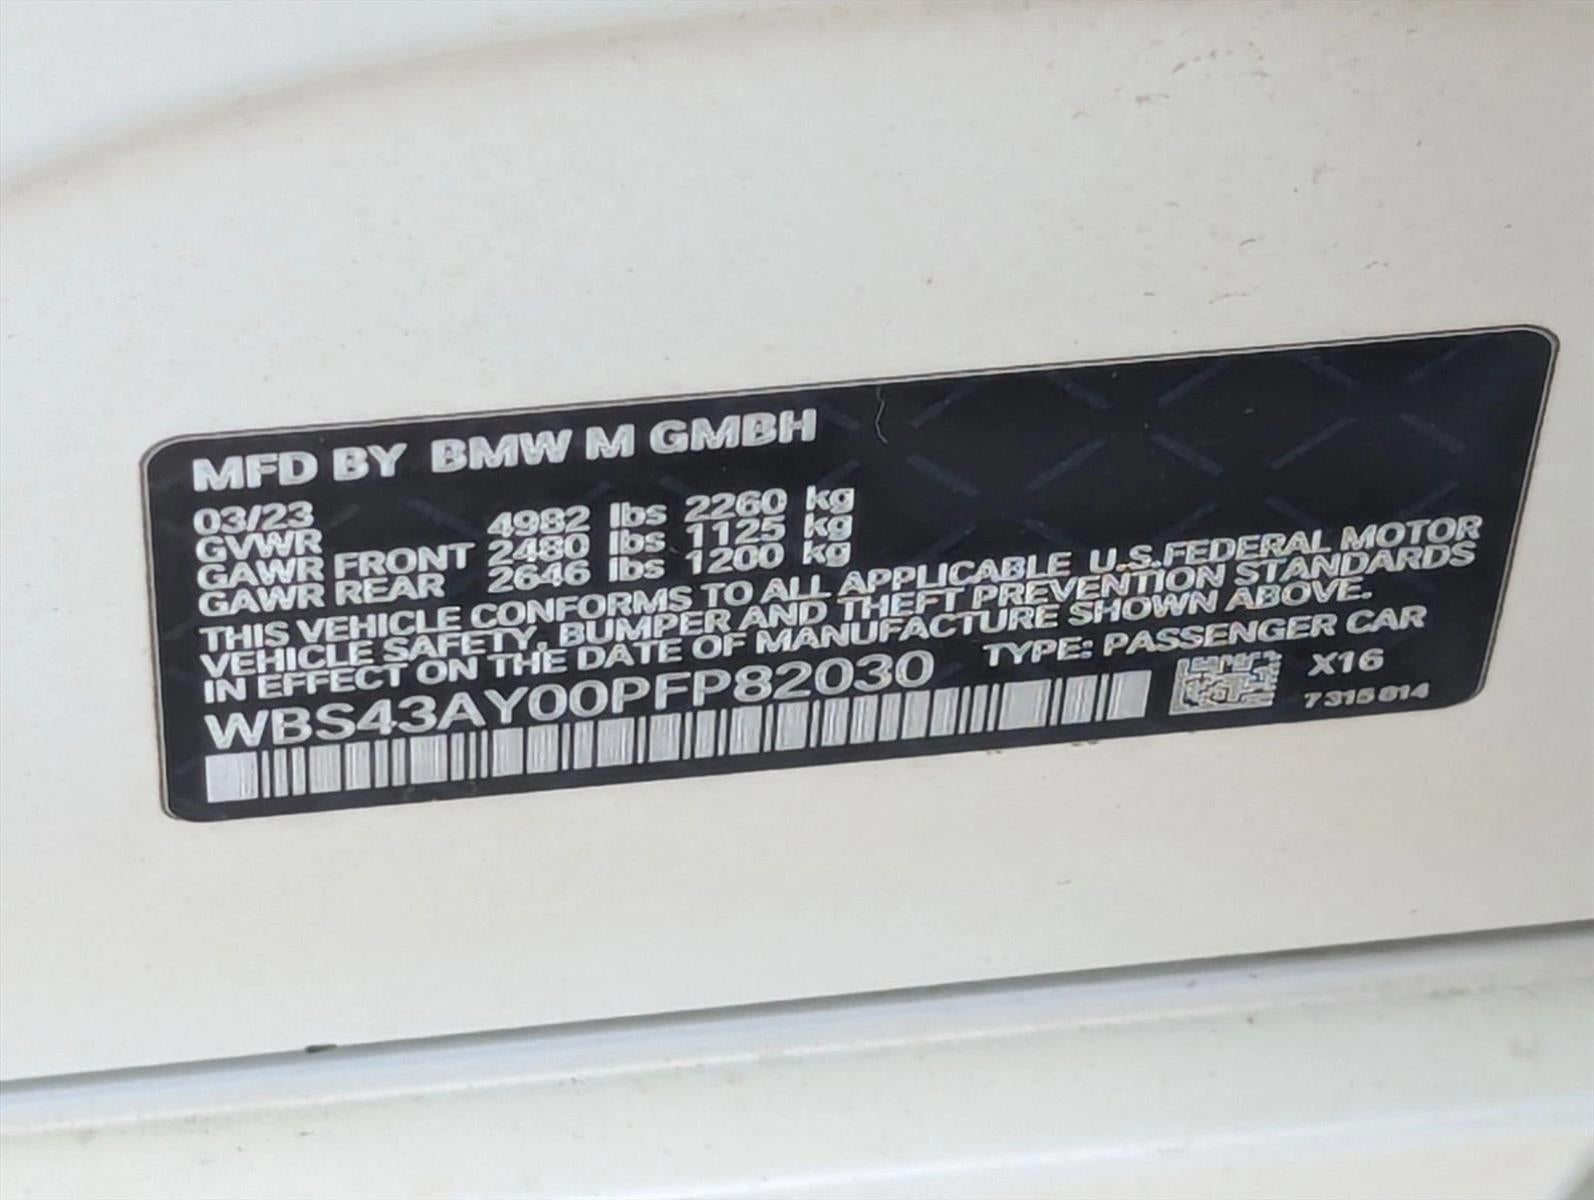 MFD BY BMW M GMBH
03/23
GVWR 4982 lbs 2260 kg
GAWR FRONT 2480 lbs 1125 kg
GAWR REAR 2646 lbs 1200 kg
THIS VEHICLE CONFORMS TO ALL APPLICABLE U.S.FEDERAL MOTOR
VEHICLE SAFETY, BUMPER AND THEFT PREVENTION STANDARDS
IN EFFECT ON THE DATE OF MANUFACTURE SHOWN ABOVE.
WBS43AY00PFP82030 TYPE: PASSENGER CAR
X16
7315 814